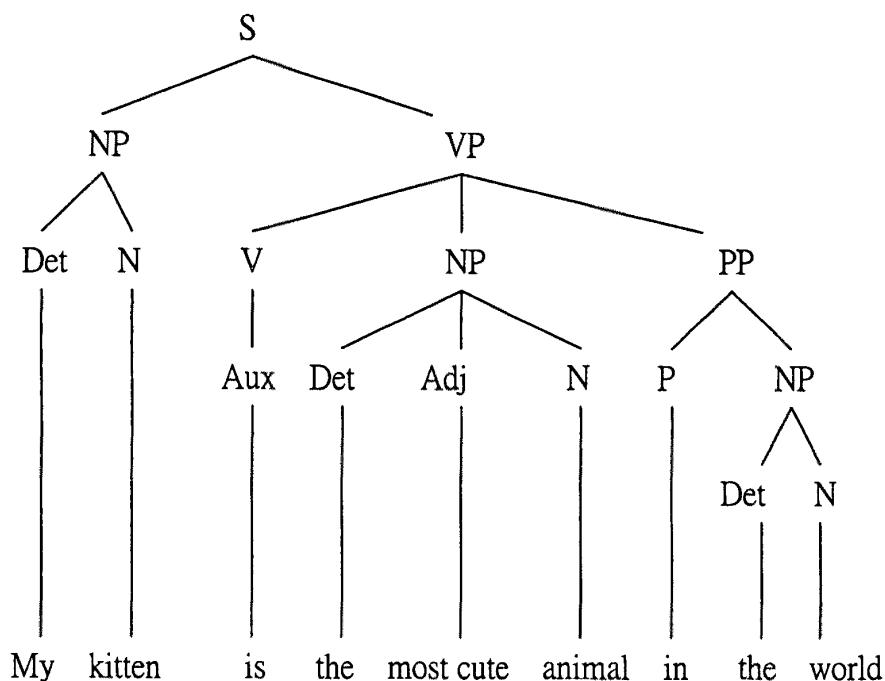 S
NP VP
Det N V NP PP
Aux Det Adj N P NP
Det N
My kitten is the most cute animal in the world